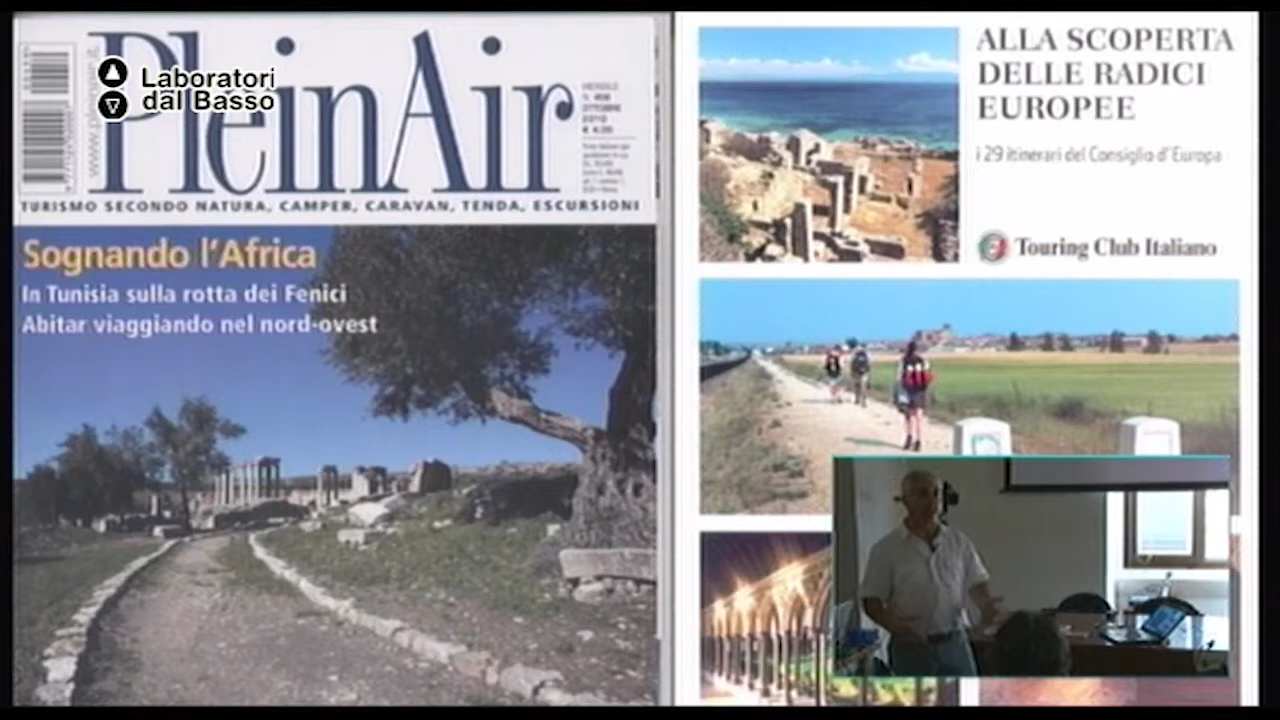 PleinAir
Laboratori
dal Basso
TURISMO SECONDO NATURA, CAMPER, CARAVAN, TENDA, ESCURSIONI
Sognando l'Africa
In Tunisia sulla rotta dei Fenici
Abitar viaggiando nel nord-ovest
ALLA SCOPERTA
DELLE RADICI
EUROPEE
i 29 itinerari del Consiglio d'Europa
Touring Club Italiano